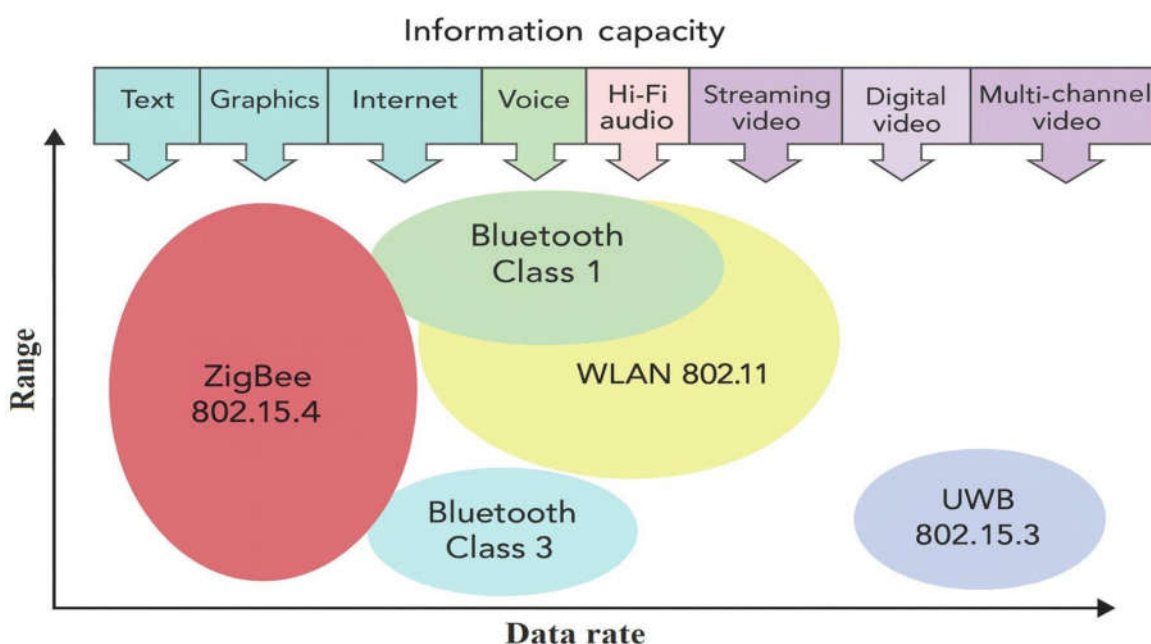 Information capacity
Text
Graphics
Internet
Voice
Hi-Fi
audio
Streaming
video
Digital
video
Multi-channel
video
Range
Bluetooth
Class 1
WLAN 802.11
ZigBee
802.15.4
Bluetooth
Class 3
UWB
802.15.3
Data rate